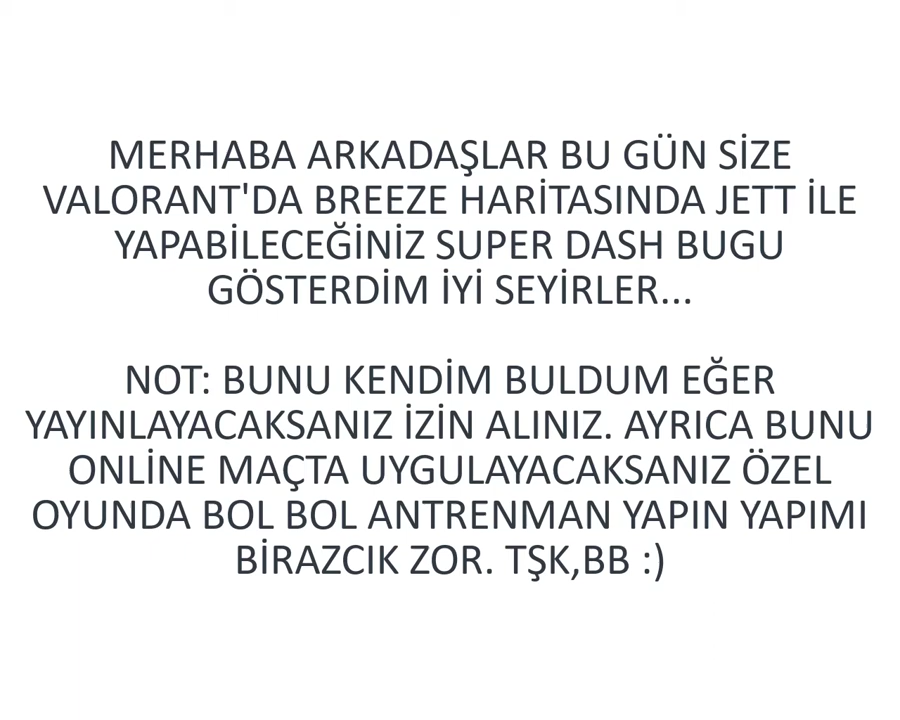 MERHABA ARKADAŞLAR BU GÜN SİZE
VALORANT'DA BREEZE HARİTASINDA JETT İLE
YAPABİLECEĞİNİZ SUPER DASH BUGU
GÖSTERDİM İYİ SEYİRLER...
NOT: BUNU KENDİM BULDUM EĞER
YAYINLAYACAKSANIZ İZİN ALINIZ. AYRICA BUNU
ONLİNE MAÇTA UYGULAYACAKSANIZ ÖZEL
OYUNDA BOL BOL ANTRENMAN YAPIN YAPIMI
BİRAZCIK ZOR. TŞK,BB :)